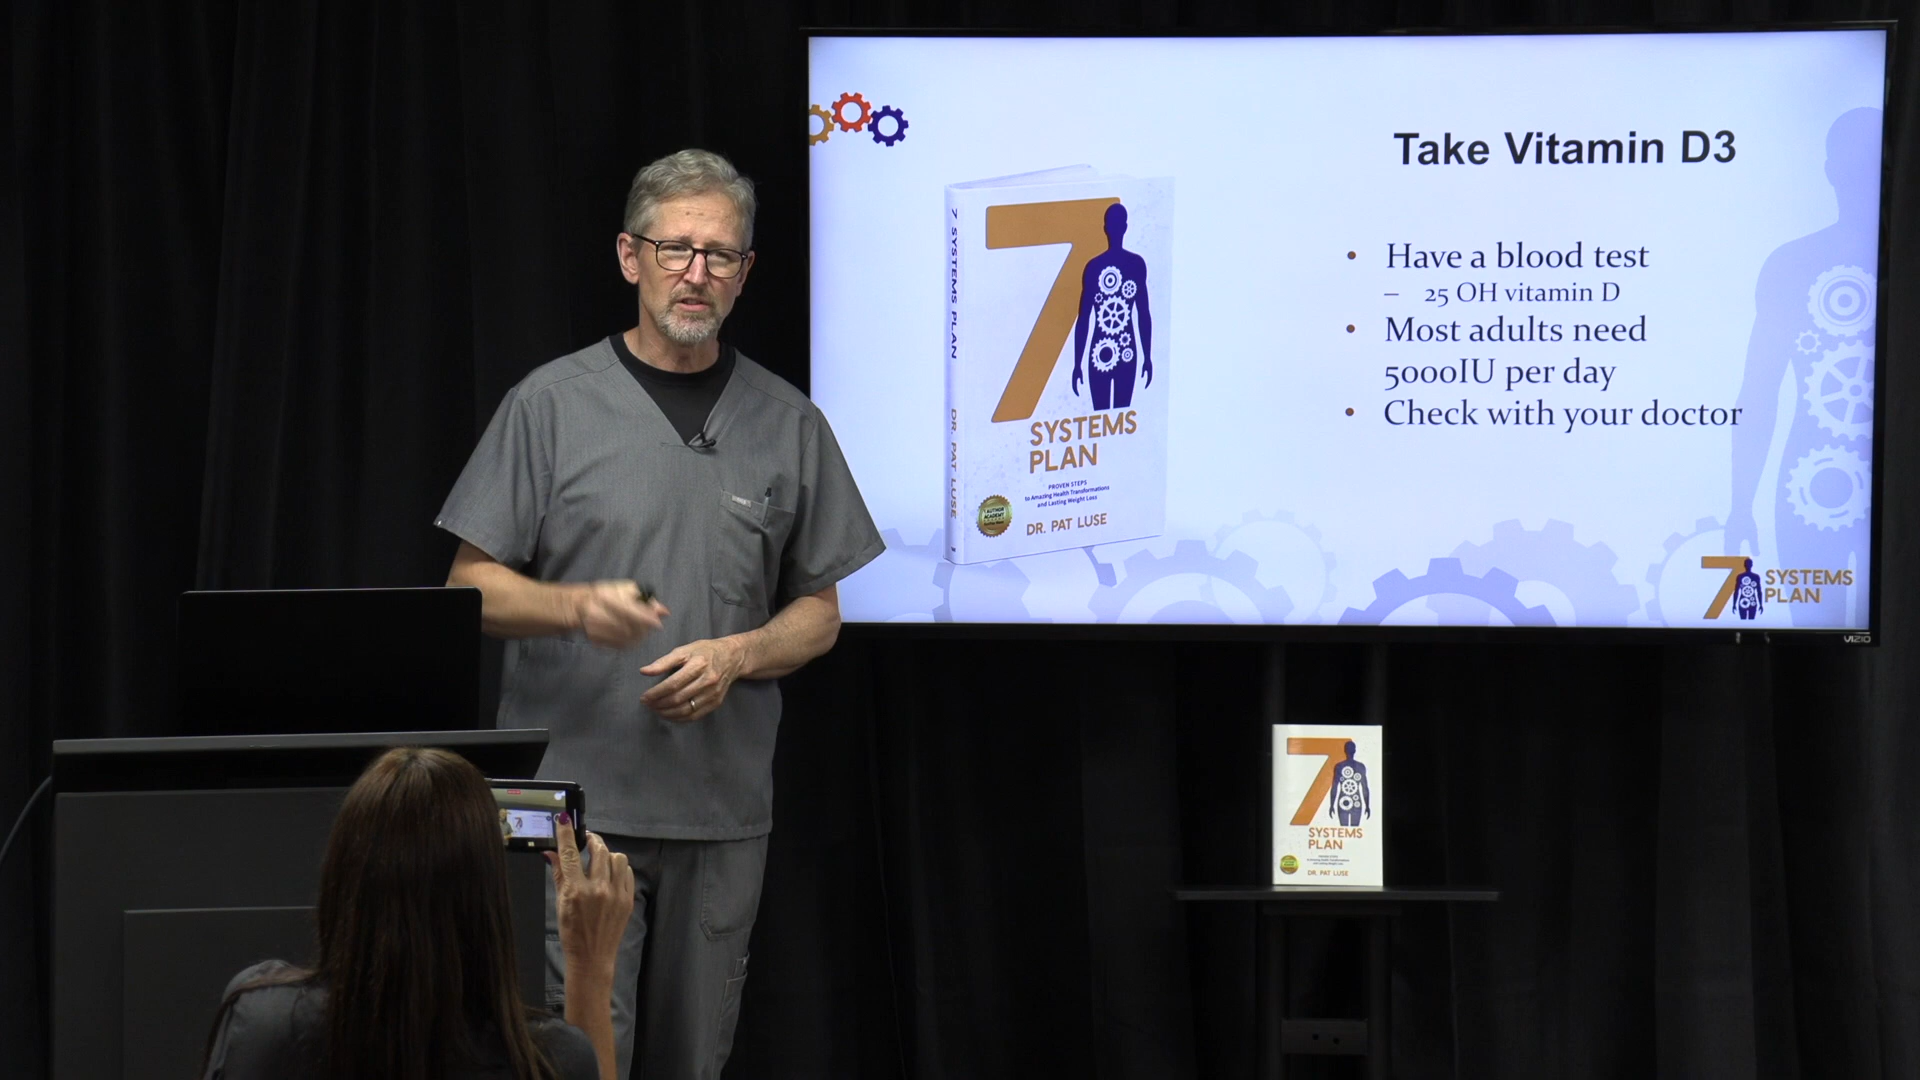 Take Vitamin D3
• Have a blood test
– 25 OH vitamin D
• Most adults need
5000IU per day
• Check with your doctor
7 SYSTEMS PLAN
DR. PAT LUSE
7
SYSTEMS
PLAN
PROVEN STEPS
to Amazing Health Transformations
and Lasting Weight Loss
AUTHOR
ACADEMY
DR. PAT LUSE
7 SYSTEMS
PLAN
VIZIO
7
SYSTEMS
PLAN
DR. PAT LUSE